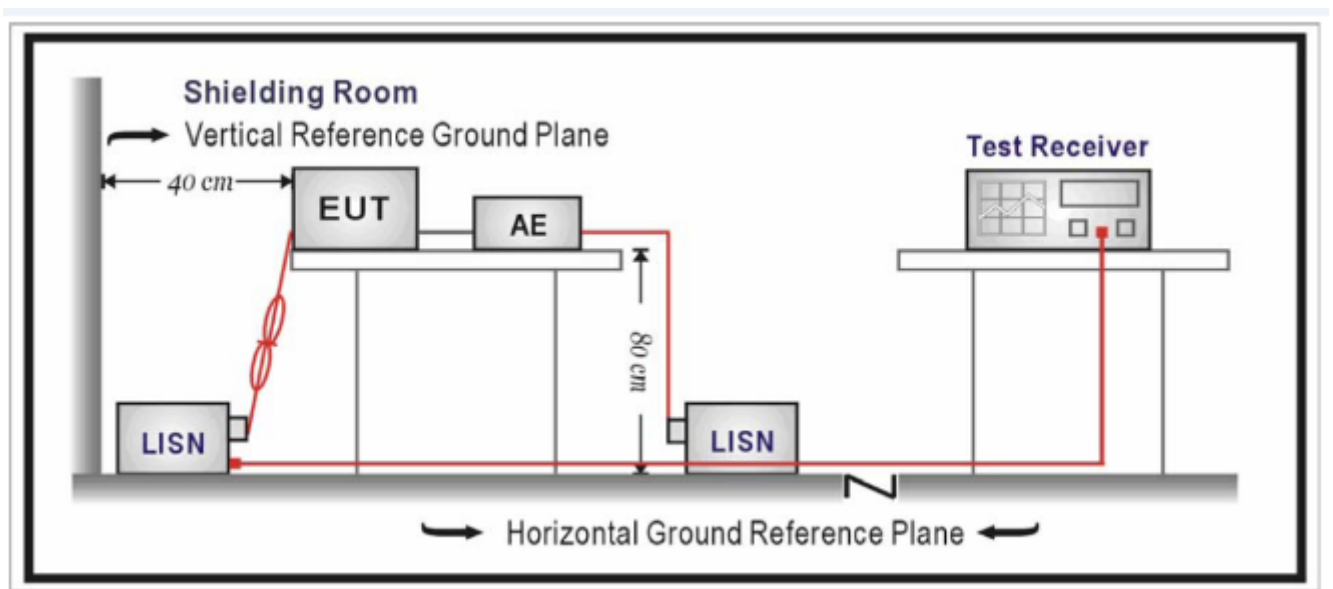 Shielding Room
Vertical Reference Ground Plane
40 cm
EUT
AE
Test Receiver
80 cm
LISN
LISN
Horizontal Ground Reference Plane